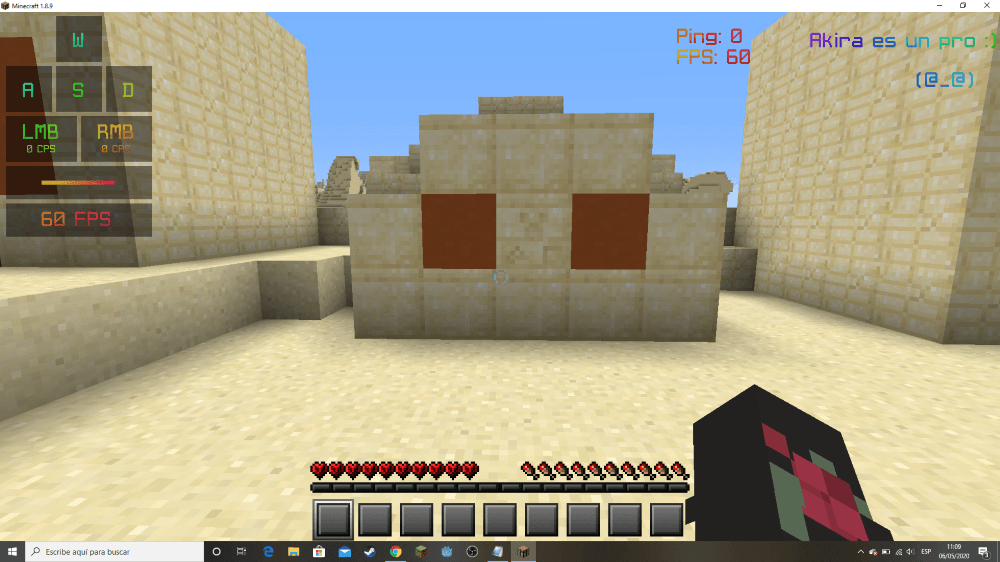 Minecraft 1.8.9
W
Ping: 0
FPS: 60
Akira es un pro :)
(@_@)
A S D
LMB RMB
0 CPS 0 CPS
60 FPS
Escribe aquí para buscar
ESP
11:09
06/05/2020